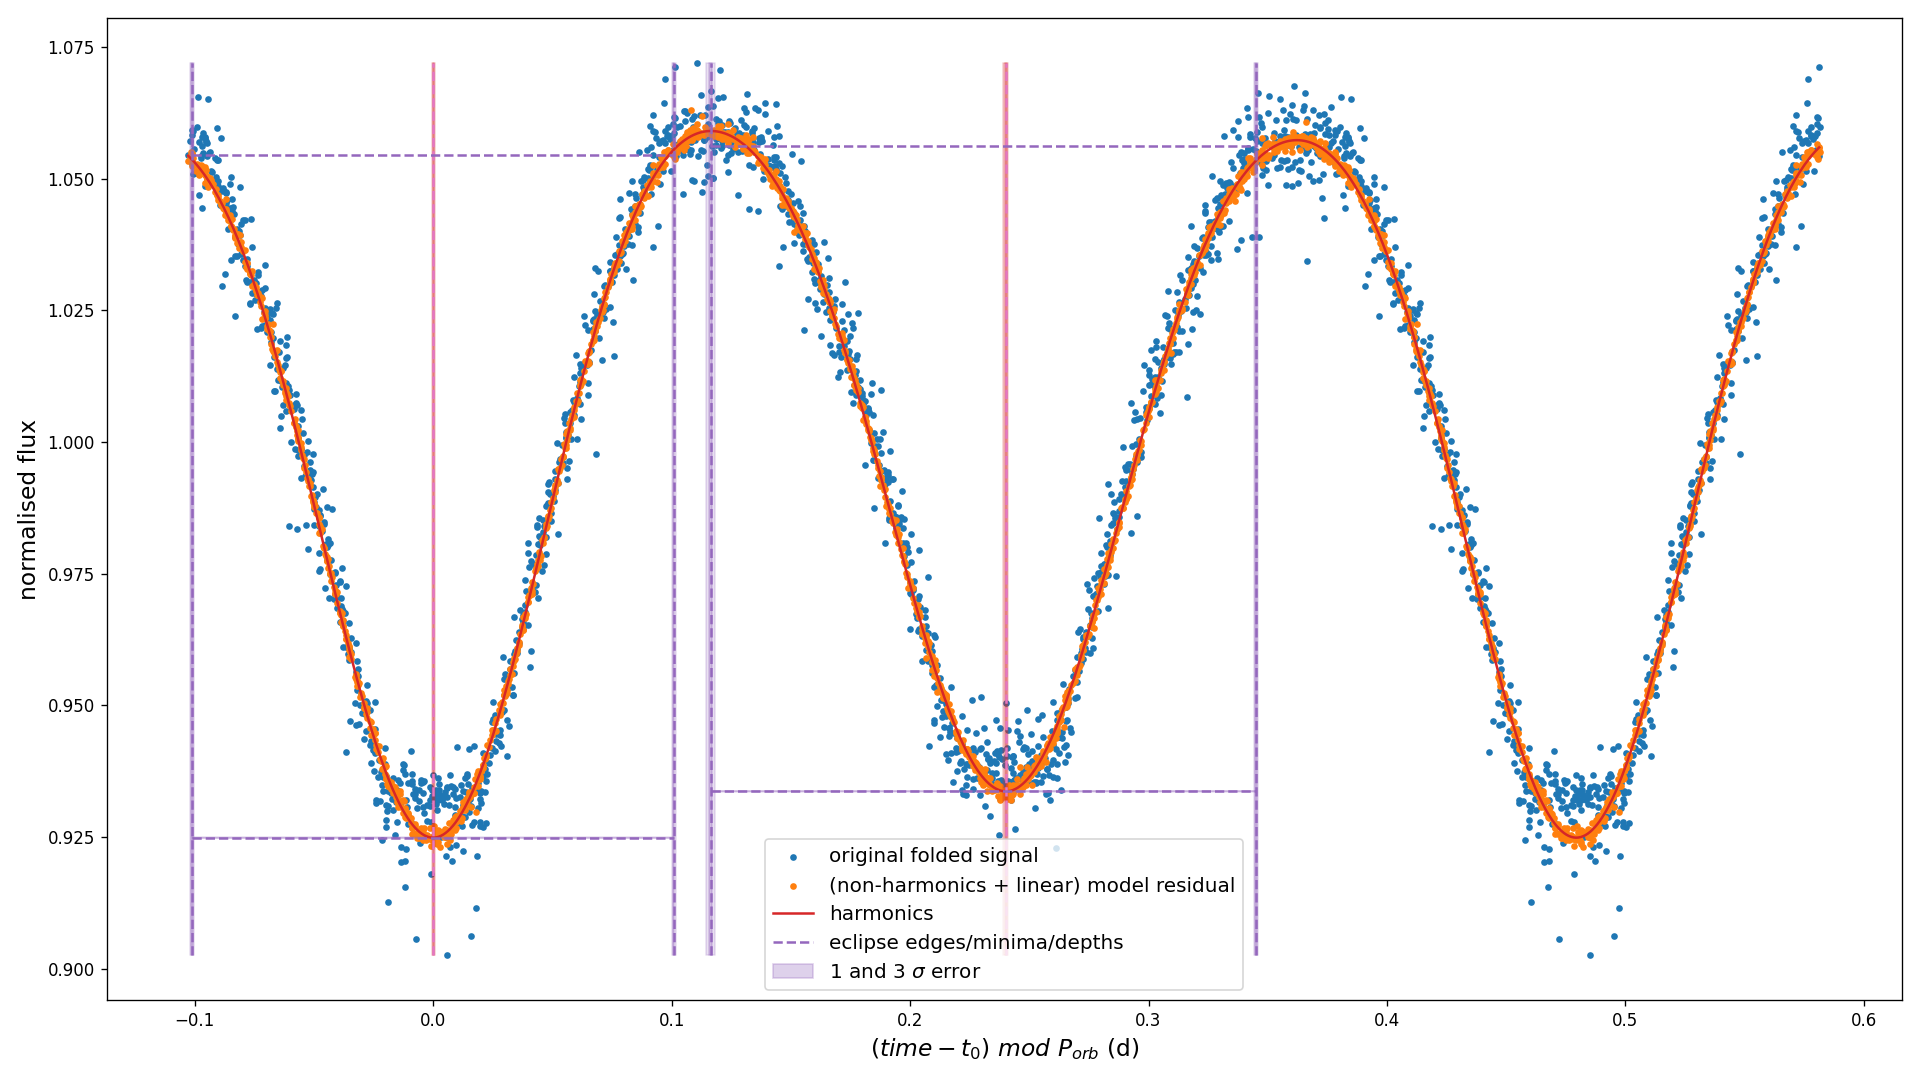 1.075
1.050
1.025
1.000
0.975
0.950
0.925
0.900
normalised flux
original folded signal
(non-harmonics + linear) model residual
harmonics
eclipse edges/minima/depths
1 and 3 σ error
−0.1 0.0 0.1 0.2 0.3 0.4 0.5 0.6
(time − t₀) mod Pₒᵣb (d)